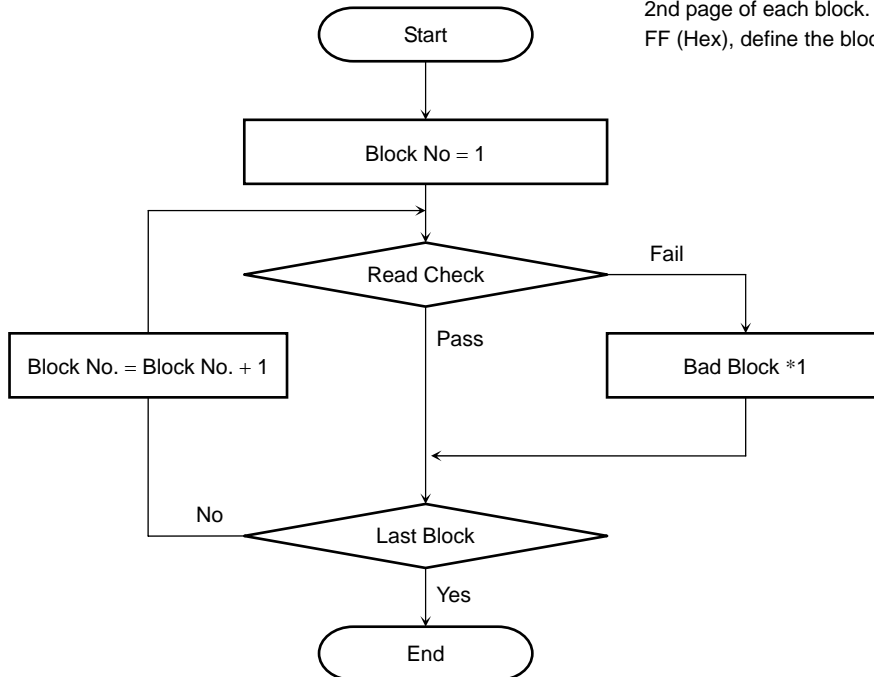 2nd page of each block.
FF (Hex), define the bloc
Start
Block No = 1
Read Check
Fail
Pass
Block No. = Block No. + 1
Bad Block *1
No
Last Block
Yes
End